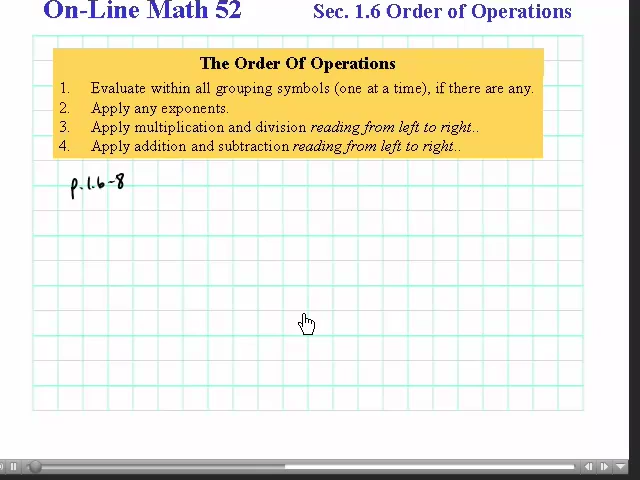 On-Line Math 52 Sec. 1.6 Order of Operations
The Order Of Operations
1. Evaluate within all grouping symbols (one at a time), if there are any.
2. Apply any exponents.
3. Apply multiplication and division reading from left to right..
4. Apply addition and subtraction reading from left to right..
p.1.6-8